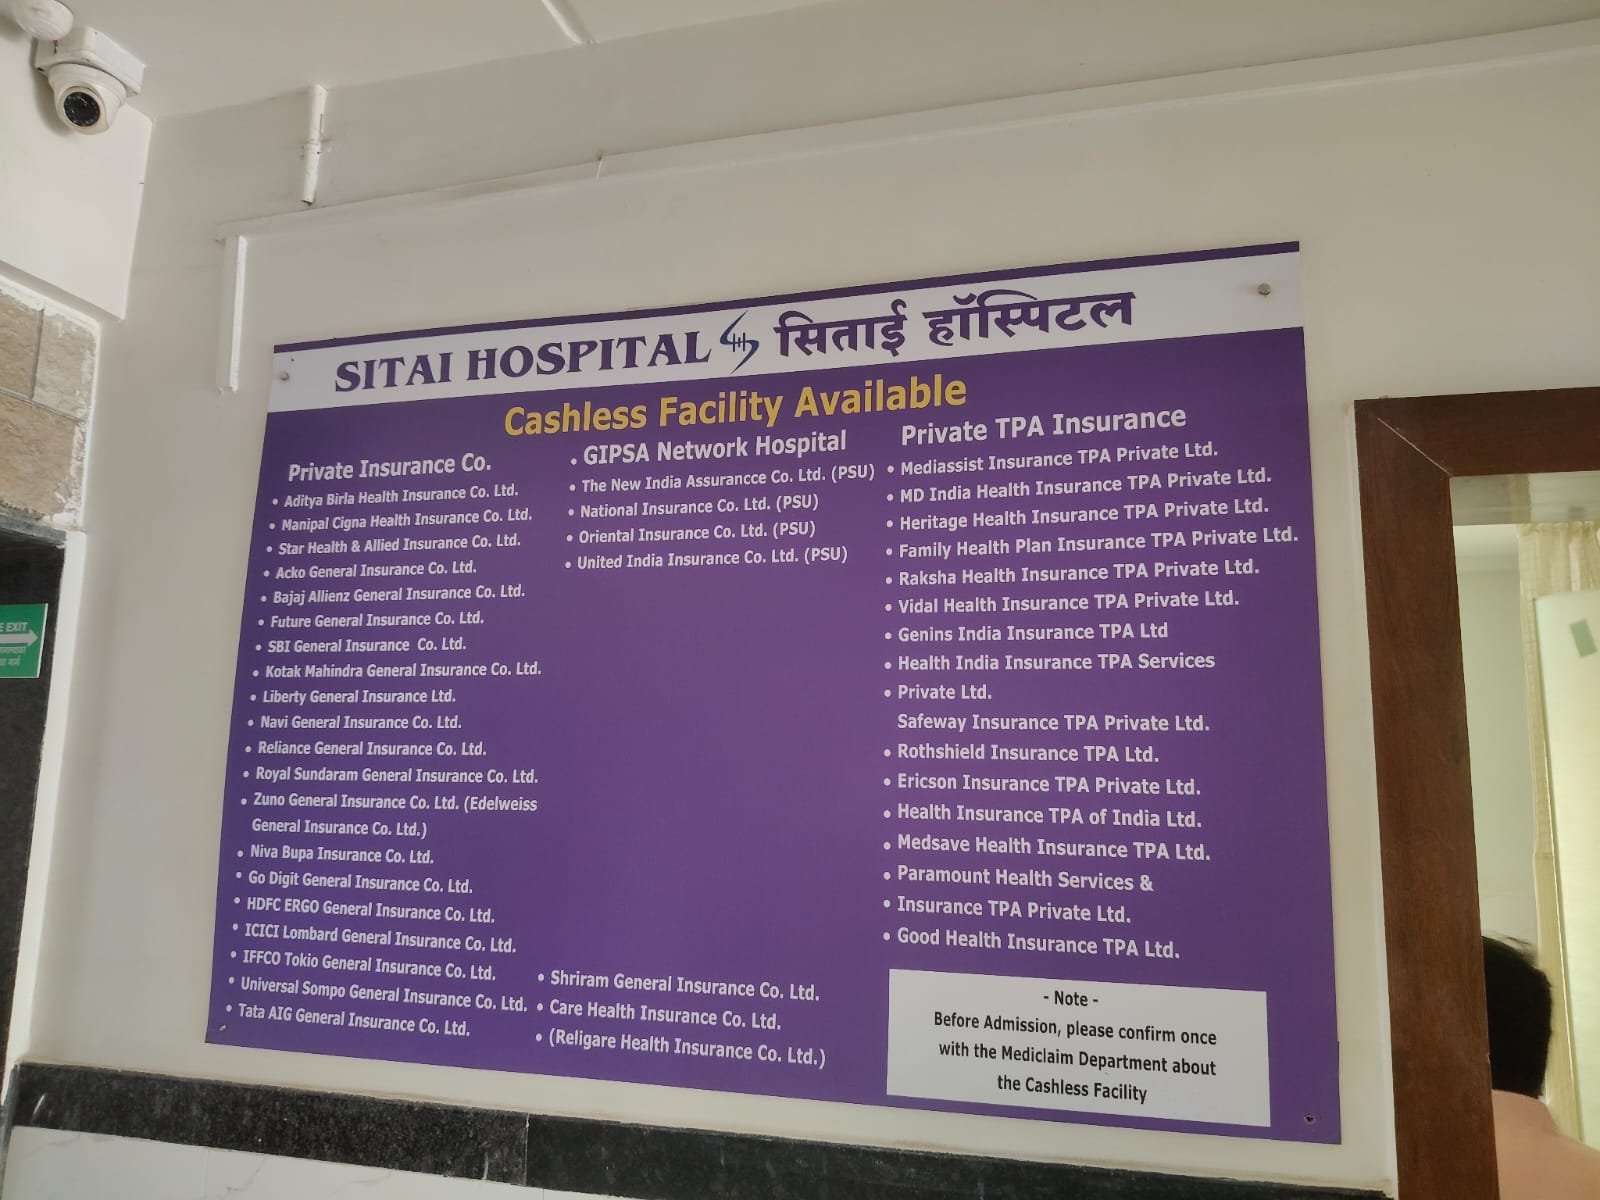 SITAI HOSPITAL सिताई हॉस्पिटल
Cashless Facility Available
Private Insurance Co.
• Aditya Birla Health Insurance Co. Ltd.
• Manipal Cigna Health Insurance Co. Ltd.
• Star Health & Allied Insurance Co. Ltd.
• Acko General Insurance Co. Ltd.
• Bajaj Allienz General Insurance Co. Ltd.
• Future General Insurance Co. Ltd.
• SBI General Insurance Co. Ltd.
• Kotak Mahindra General Insurance Co. Ltd.
• Liberty General Insurance Ltd.
• Navi General Insurance Co. Ltd.
• Reliance General Insurance Co. Ltd.
• Royal Sundaram General Insurance Co. Ltd.
• Zuno General Insurance Co. Ltd. (Edelweiss
General Insurance Co. Ltd.)
• Niva Bupa Insurance Co. Ltd.
• Go Digit General Insurance Co. Ltd.
• HDFC ERGO General Insurance Co. Ltd.
• ICICI Lombard General Insurance Co. Ltd.
• IFFCO Tokio General Insurance Co. Ltd.
• Universal Sompo General Insurance Co. Ltd.
• Tata AIG General Insurance Co. Ltd.
• GIPSA Network Hospital
• The New India Assurancce Co. Ltd. (PSU)
• National Insurance Co. Ltd. (PSU)
• Oriental Insurance Co. Ltd. (PSU)
• United India Insurance Co. Ltd. (PSU)
• Shriram General Insurance Co. Ltd.
• Care Health Insurance Co. Ltd.
• (Religare Health Insurance Co. Ltd.)
Private TPA Insurance
• Mediassist Insurance TPA Private Ltd.
• MD India Health Insurance TPA Private Ltd.
• Heritage Health Insurance TPA Private Ltd.
• Family Health Plan Insurance TPA Private Ltd.
• Raksha Health Insurance TPA Private Ltd.
• Vidal Health Insurance TPA Private Ltd.
• Genins India Insurance TPA Ltd
• Health India Insurance TPA Services
• Private Ltd.
Safeway Insurance TPA Private Ltd.
• Rothshield Insurance TPA Ltd.
• Ericson Insurance TPA Private Ltd.
• Health Insurance TPA of India Ltd.
• Medsave Health Insurance TPA Ltd.
• Paramount Health Services &
• Insurance TPA Private Ltd.
• Good Health Insurance TPA Ltd.
- Note -
Before Admission, please confirm once
with the Mediclaim Department about
the Cashless Facility
EXIT